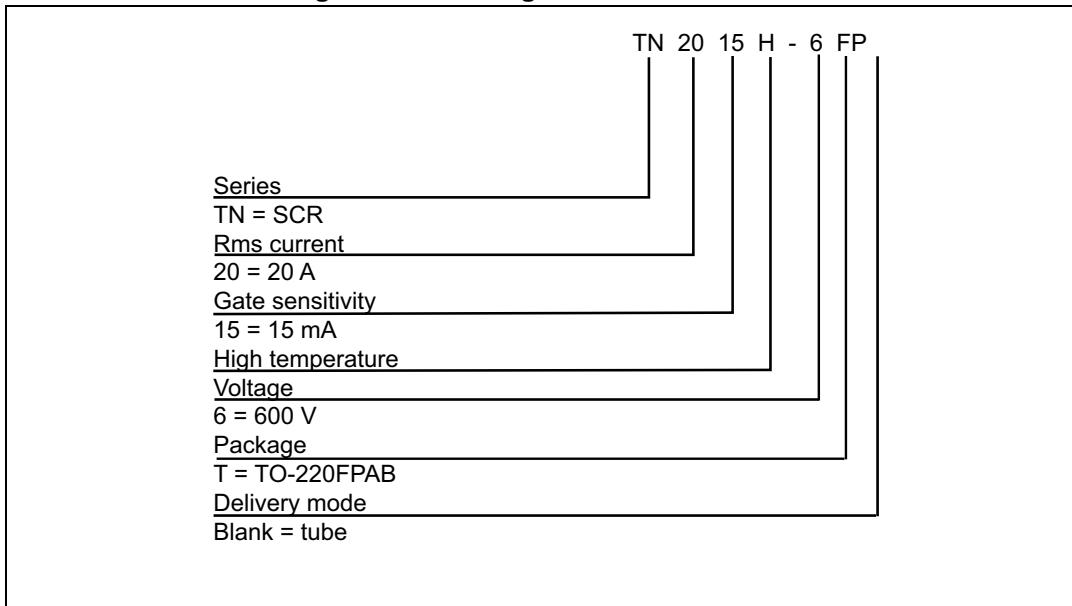 TN 20 15 H - 6 FP
Series
TN = SCR
Rms current
20 = 20 A
Gate sensitivity
15 = 15 mA
High temperature
Voltage
6 = 600 V
Package
T = TO-220FPAB
Delivery mode
Blank = tube